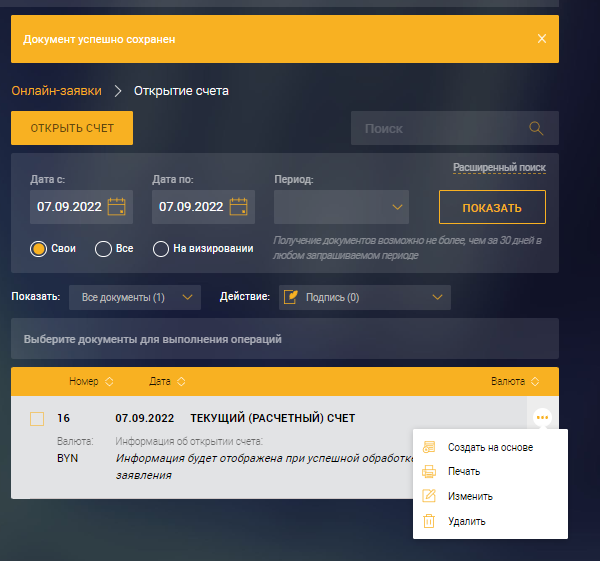 Документ успешно сохранен
Онлайн-заявки > Открытие счета
ОТКРЫТЬ СЧЕТ
Поиск
Расширенный поиск
Дата с: Дата по: Период:
07.09.2022 07.09.2022 ПОКАЗАТЬ
Свои Все На визировании
Получение документов возможно не более, чем за 30 дней в
любом запрашиваемом периоде
Показать: Все документы (1) Действие: Подпись (0)
Выберите документы для выполнения операций
Номер Дата Валюта
16 07.09.2022 ТЕКУЩИЙ (РАСЧЕТНЫЙ) СЧЕТ
Валюта: Информация об открытии счета:
BYN Информация будет отображена при успешной обработке
заявления
Создать на основе
Печать
Изменить
Удалить